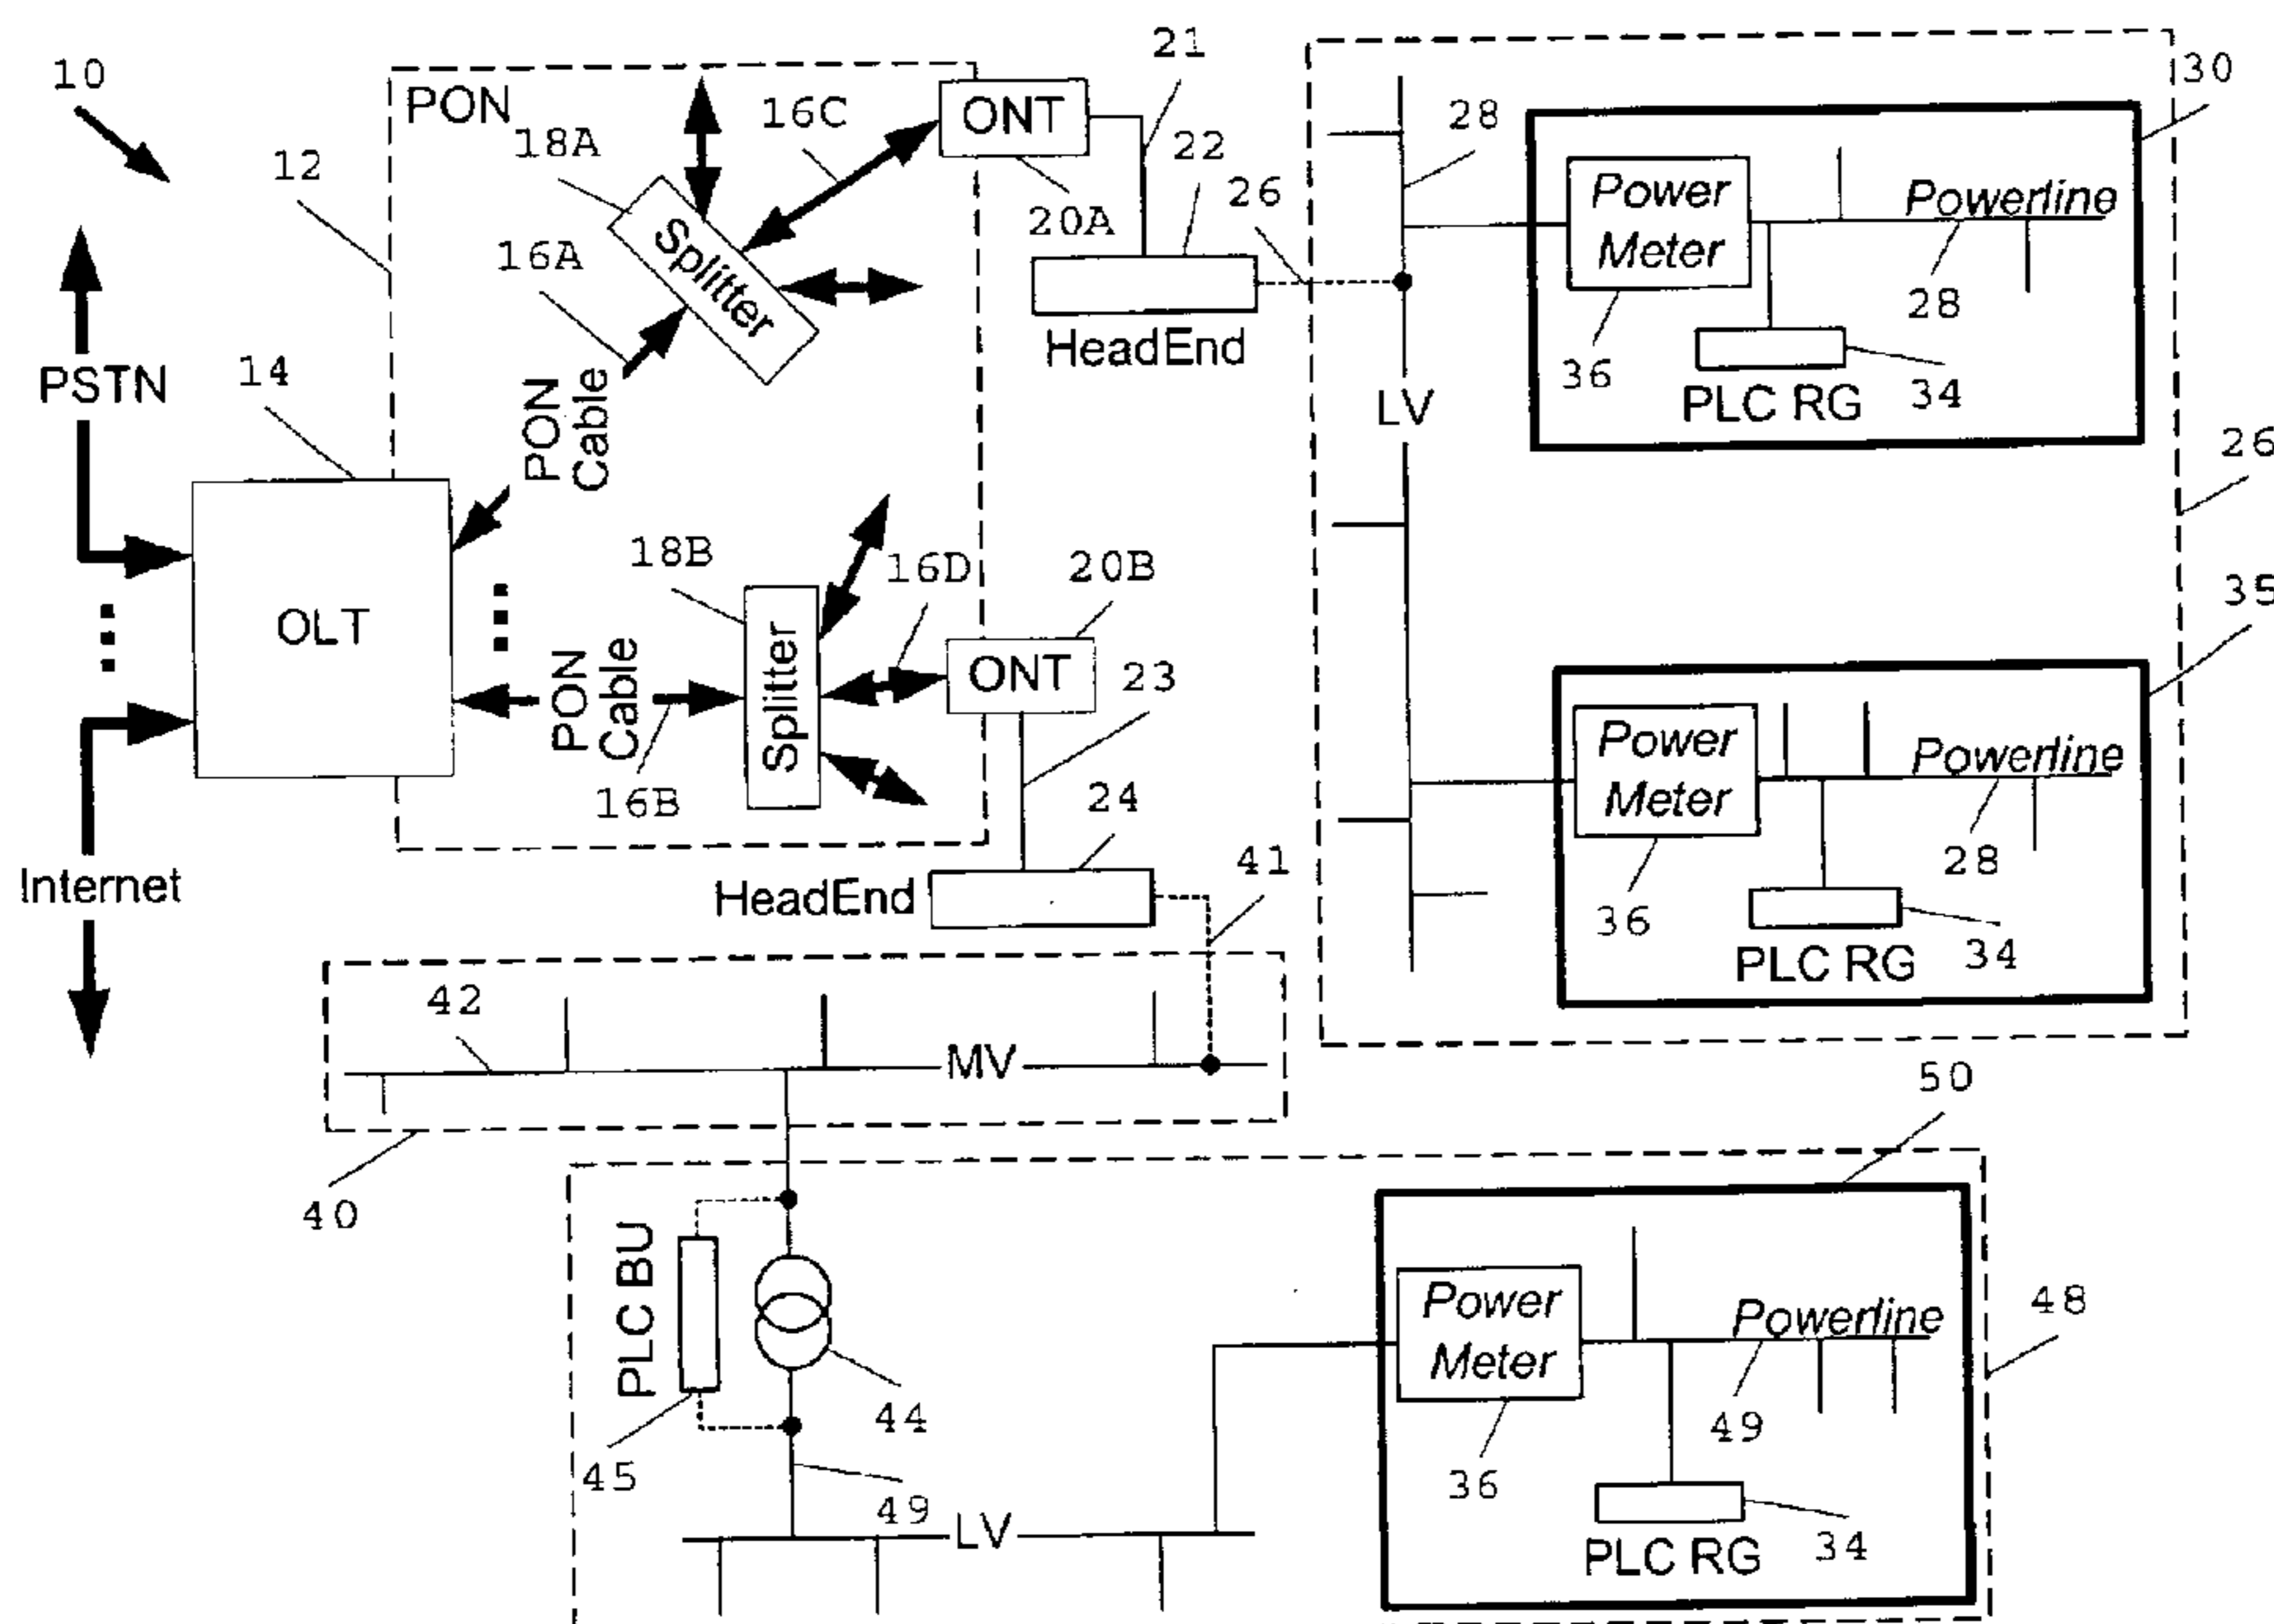 10
PON
12
18A
16C
ONT
21
22
20A
26
HeadEnd
Splitter
16A
PON
Cable
PSTN
14
OLT
Internet
18B
16D
20B
ONT
Splitter
PON
Cable
16B
23
24
HeadEnd
41
28
30
Power
Meter
Powerline
28
36
PLC RG
34
LV
26
35
Power
Meter
Powerline
28
36
PLC RG
34
42
MV
40
50
PLC BU
44
45
49
LV
48
Power
Meter
Powerline
49
36
PLC RG
34